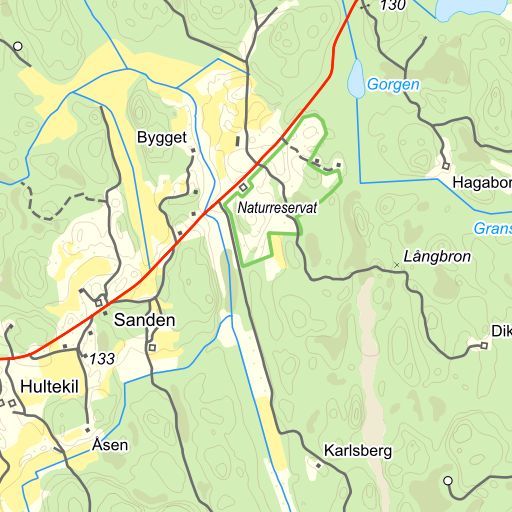 130
Gorgen
Bygget
Hagabor
Naturreservat
Grans
Långbron
Sanden
Dik
133
Hultekil
Åsen
Karlsberg